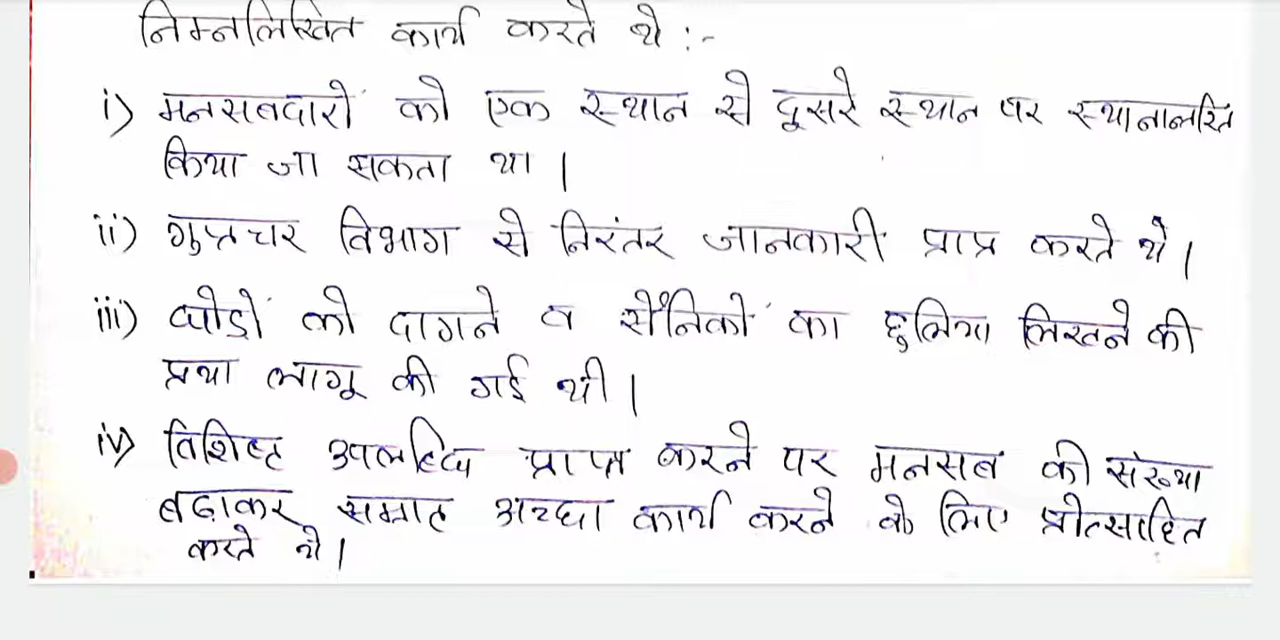 निम्नलिखित कार्य करते थे :-
i) मनसबदारों को एक स्थान से दुसरे स्थान पर स्थानान्तरित
किया जा सकता था |
ii) गुप्तचर विभाग से निरंतर जानकारी प्राप्त करते थे |
iii) घोडों को दागने व सैनिकों का हुलिया लिखने की
प्रथा लागू की गई थी |
iv) विशिष्ट उपलब्धि प्राप्त करने पर मनसब की संख्या
बढ़ाकर सम्राट अच्छा कार्य करने के लिए प्रोत्साहित
करते थे |